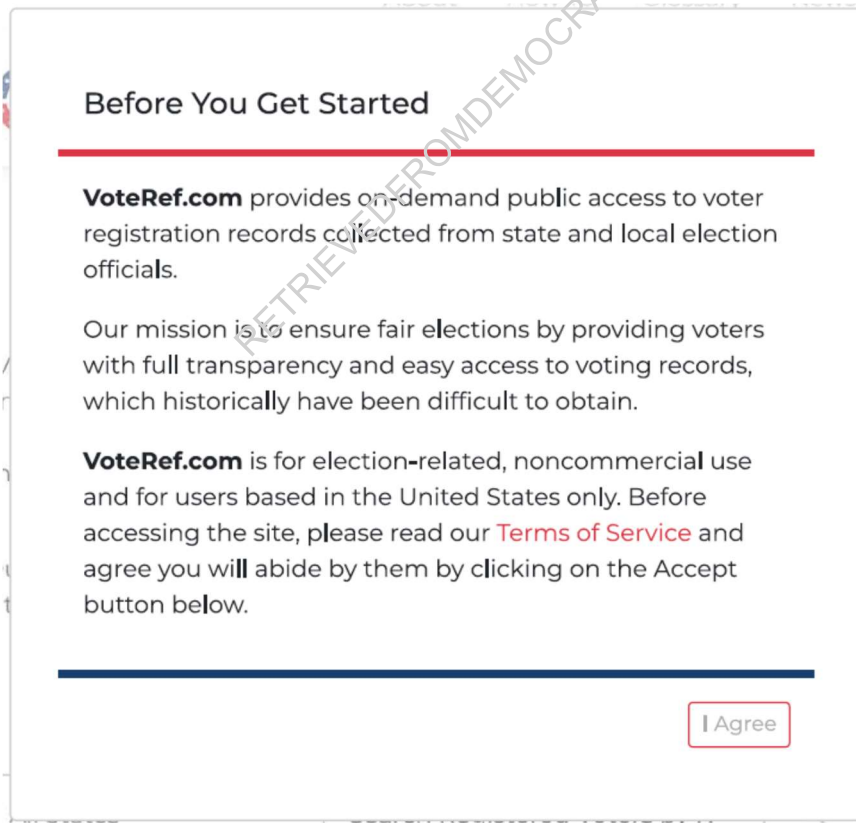 Before You Get Started
VoteRef.com provides on-demand public access to voter
registration records collected from state and local election
officials.
Our mission is to ensure fair elections by providing voters
with full transparency and easy access to voting records,
which historically have been difficult to obtain.
VoteRef.com is for election-related, noncommercial use
and for users based in the United States only. Before
accessing the site, please read our Terms of Service and
agree you will abide by them by clicking on the Accept
button below.
I Agree